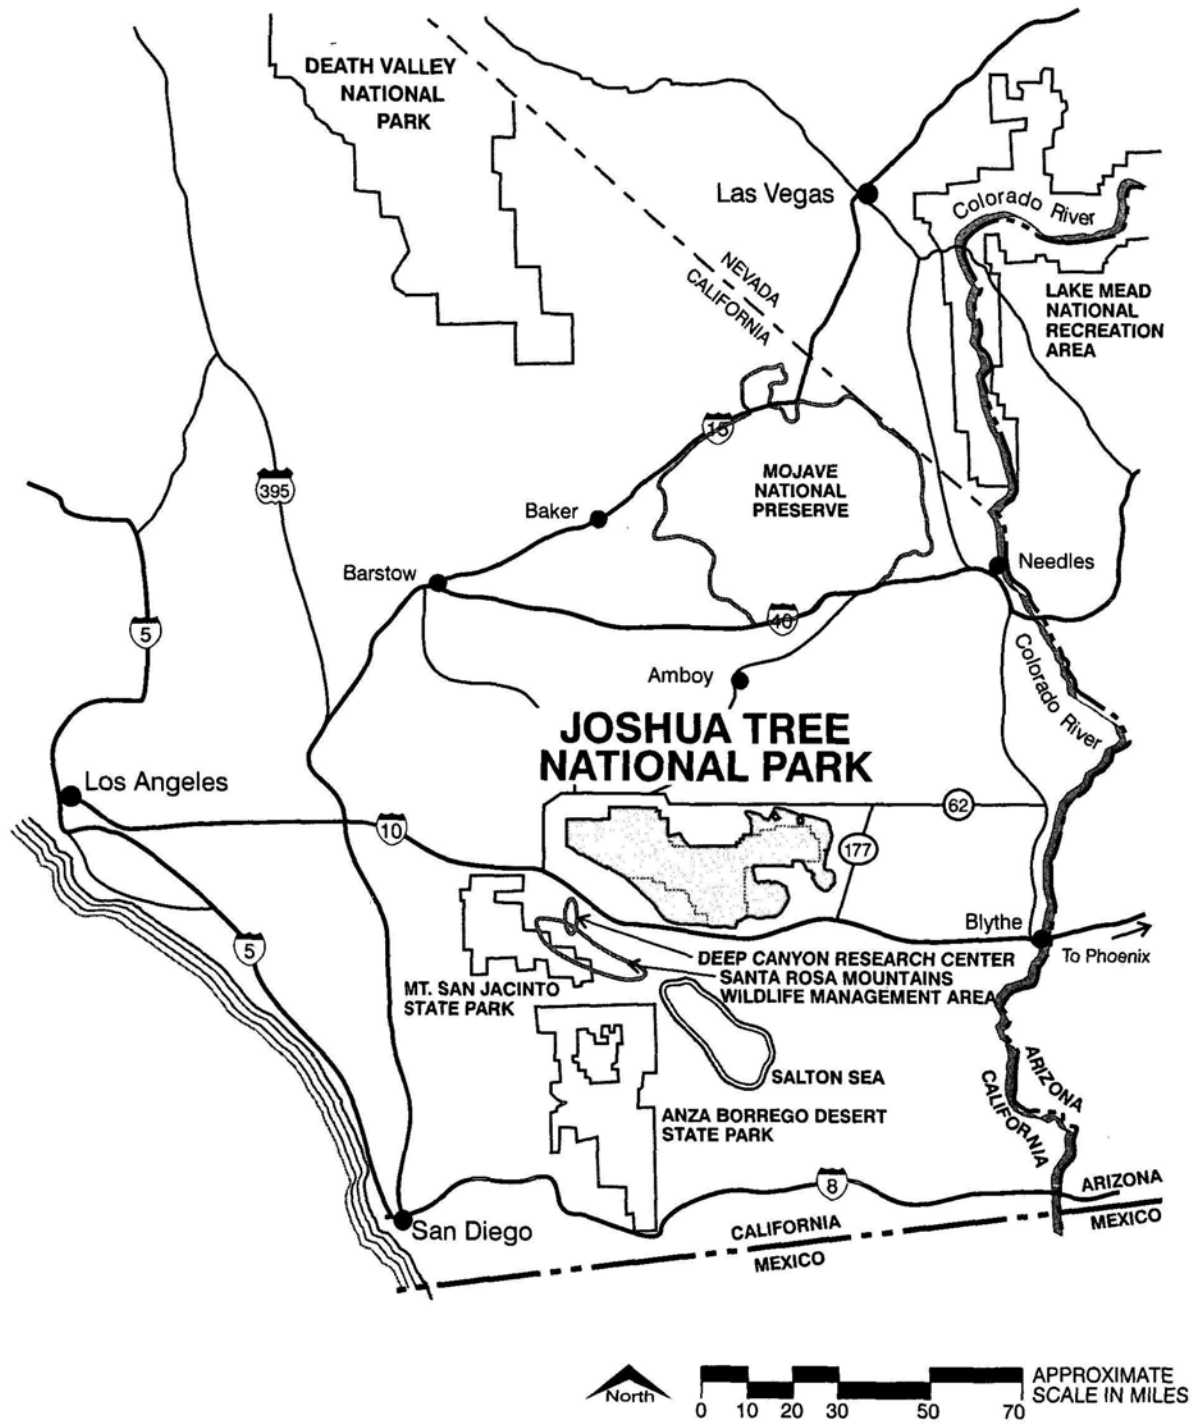 DEATH VALLEY
NATIONAL
PARK
Las Vegas
Colorado River
NEVADA
CALIFORNIA
LAKE MEAD
NATIONAL
RECREATION
AREA
15
395
MOJAVE
NATIONAL
PRESERVE
Baker
Barstow
Needles
5
40
Amboy
Colorado River
JOSHUA TREE
NATIONAL PARK
Los Angeles
10
62
177
Blythe
To Phoenix
5
DEEP CANYON RESEARCH CENTER
SANTA ROSA MOUNTAINS
WILDLIFE MANAGEMENT AREA
MT. SAN JACINTO
STATE PARK
SALTON SEA
ARIZONA
CALIFORNIA
ANZA BORREGO DESERT
STATE PARK
8
ARIZONA
MEXICO
San Diego
CALIFORNIA
MEXICO
North
APPROXIMATE
SCALE IN MILES
0 10 20 30 50 70